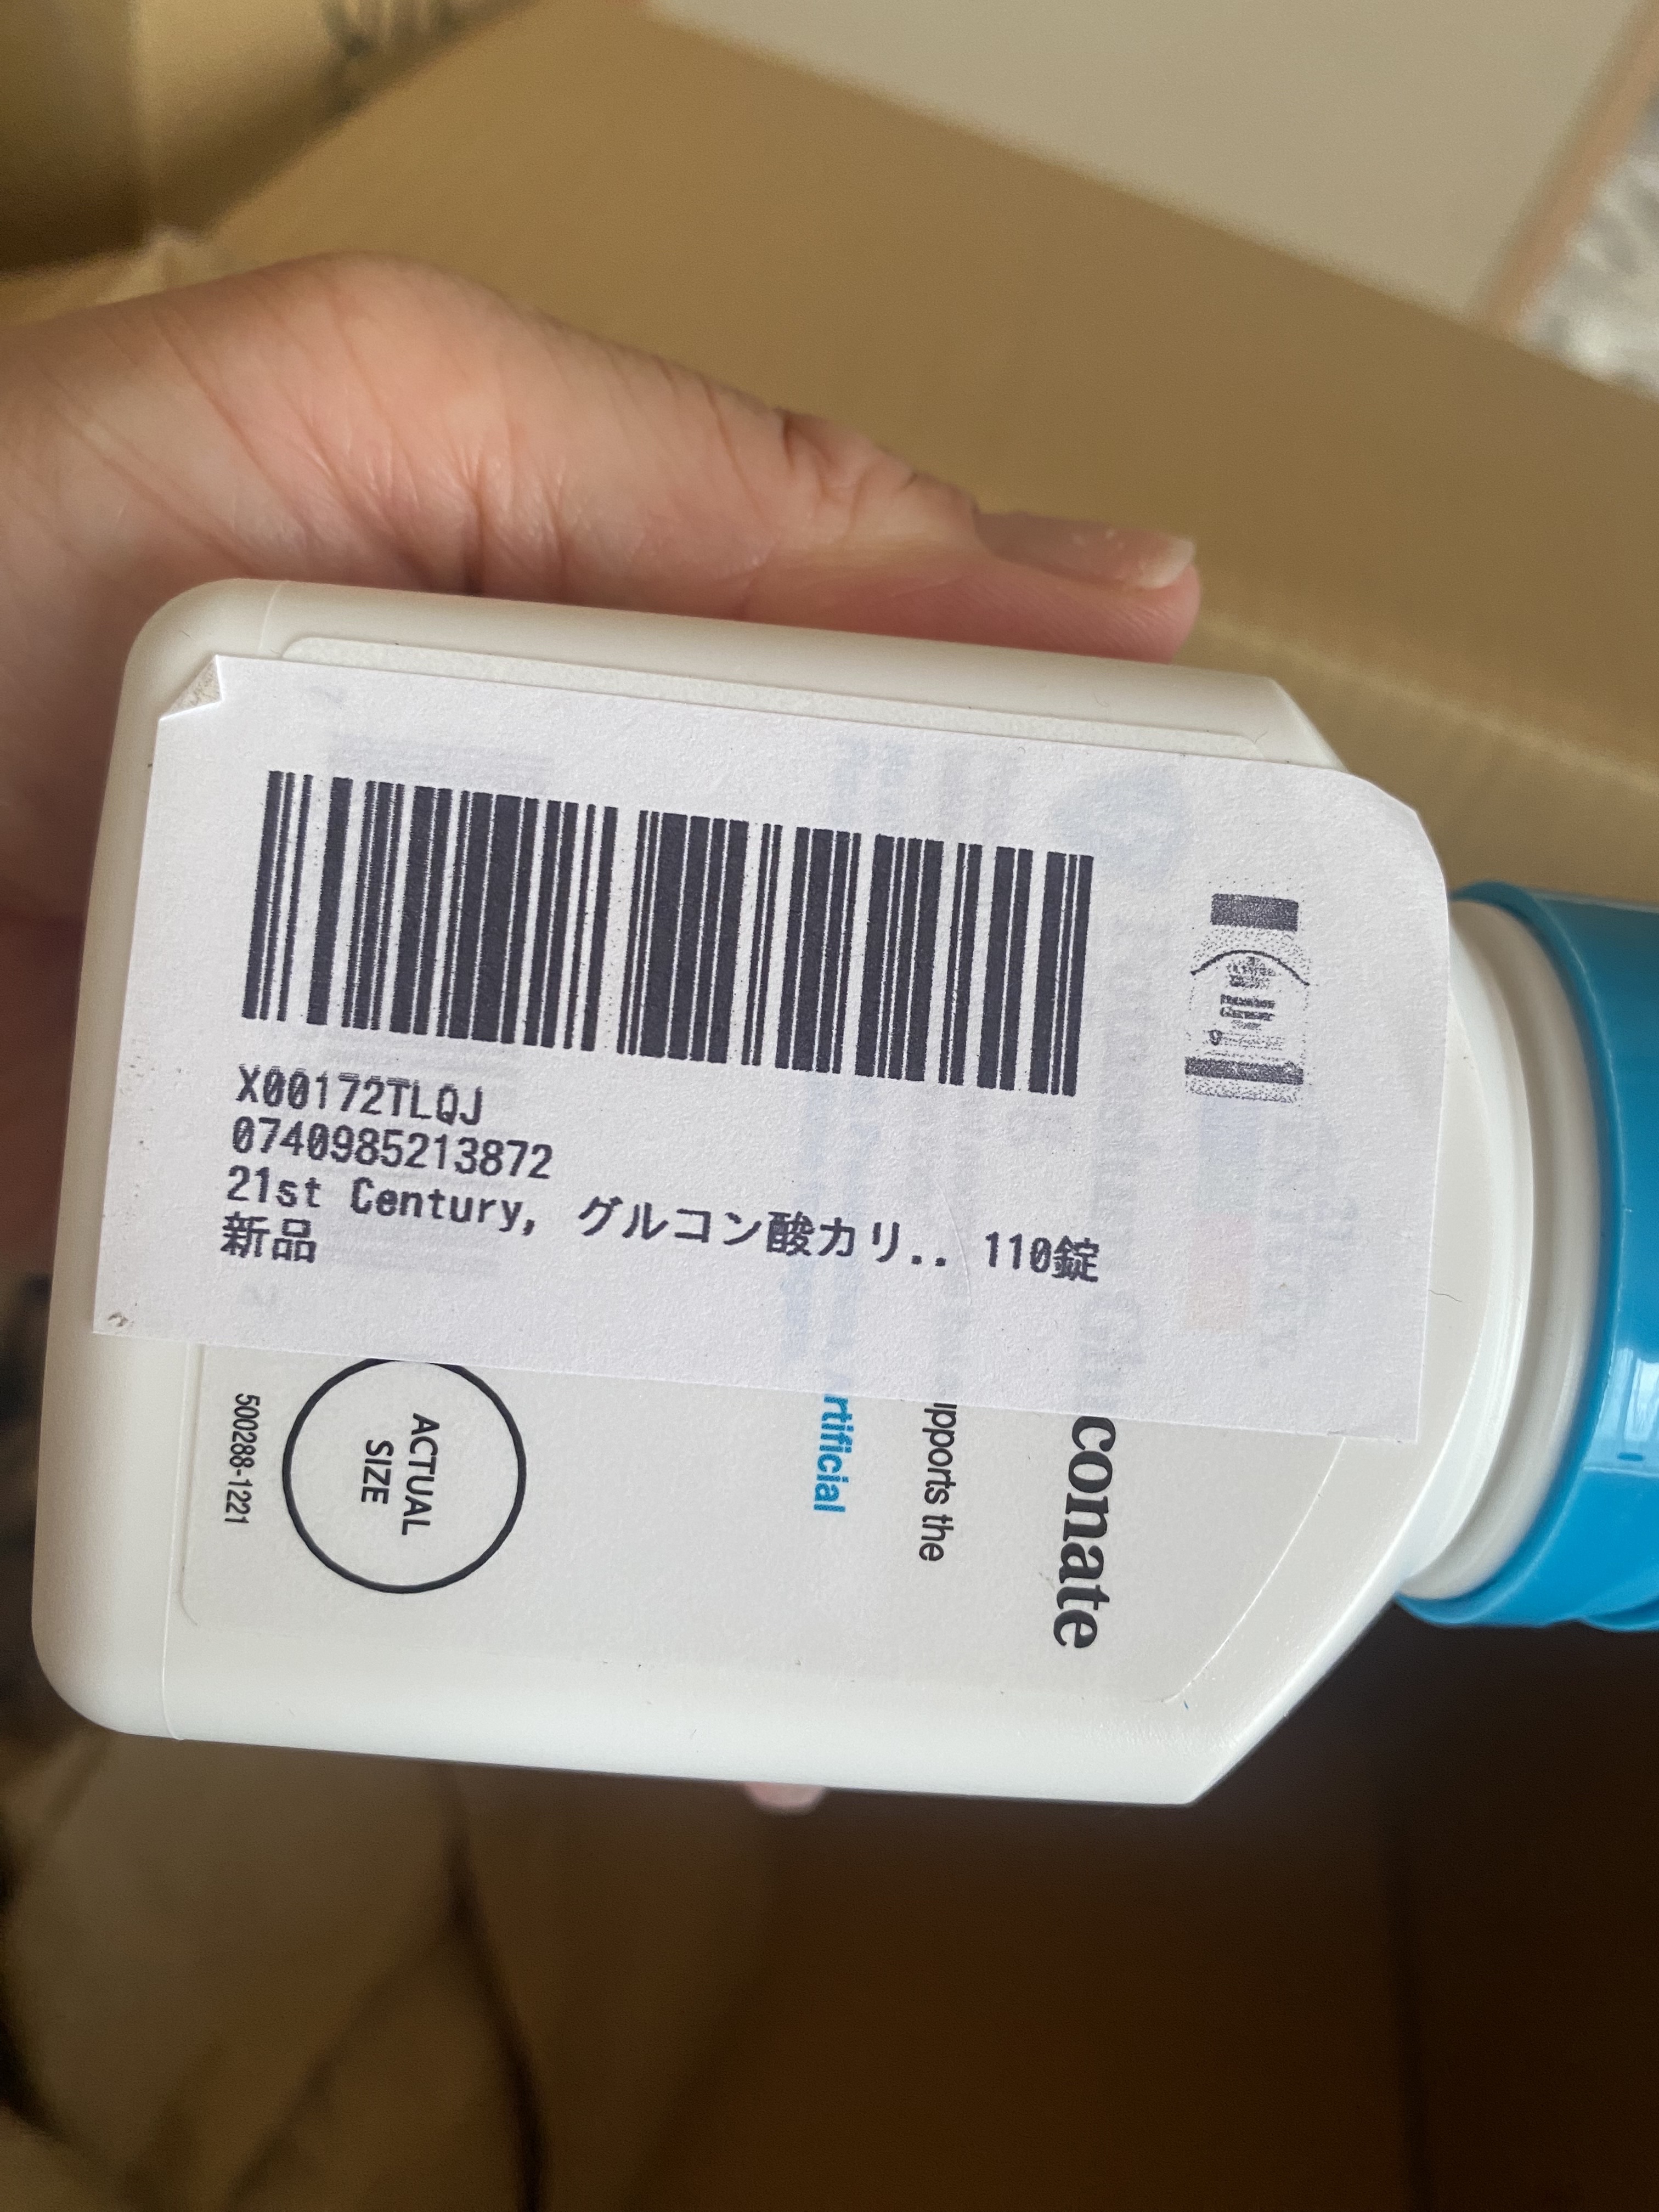 X00172TLQJ
0740985213872
21st Century, グルコン酸カリ.. 110錠
新品
conate
pports the
rtificial
ACTUAL
SIZE
500288-1221